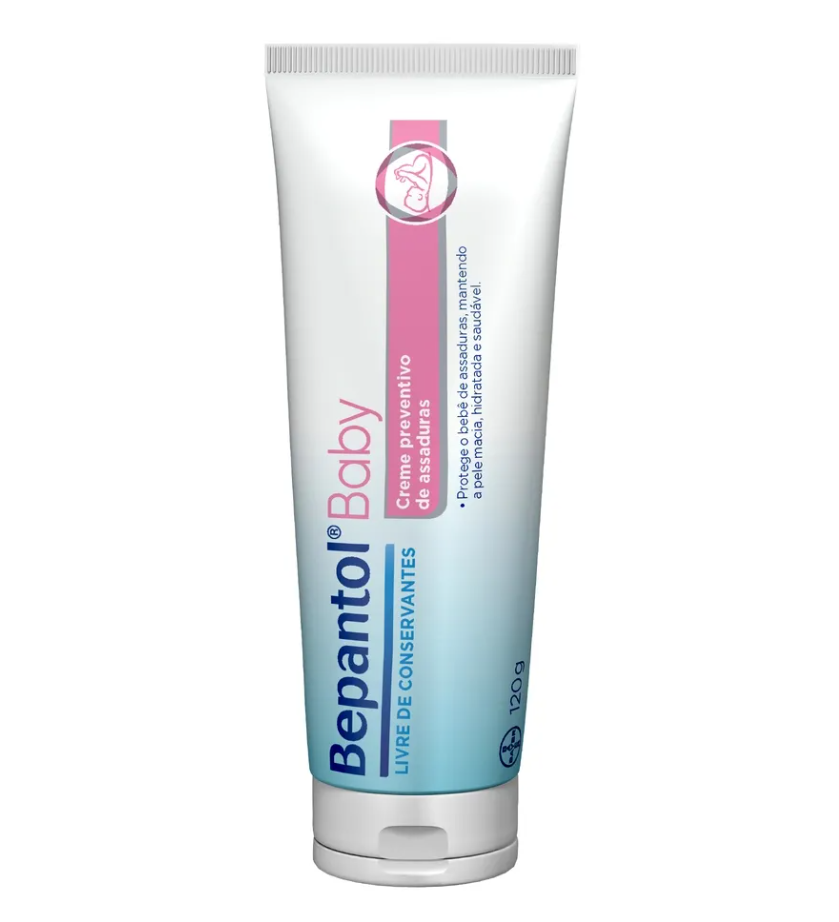 Bepantol® Baby
LIVRE DE CONSERVANTES
Creme preventivo
de assaduras
• Protege o bebê de assaduras, mantendo
a pele macia, hidratada e saudável.
BAYER
120g